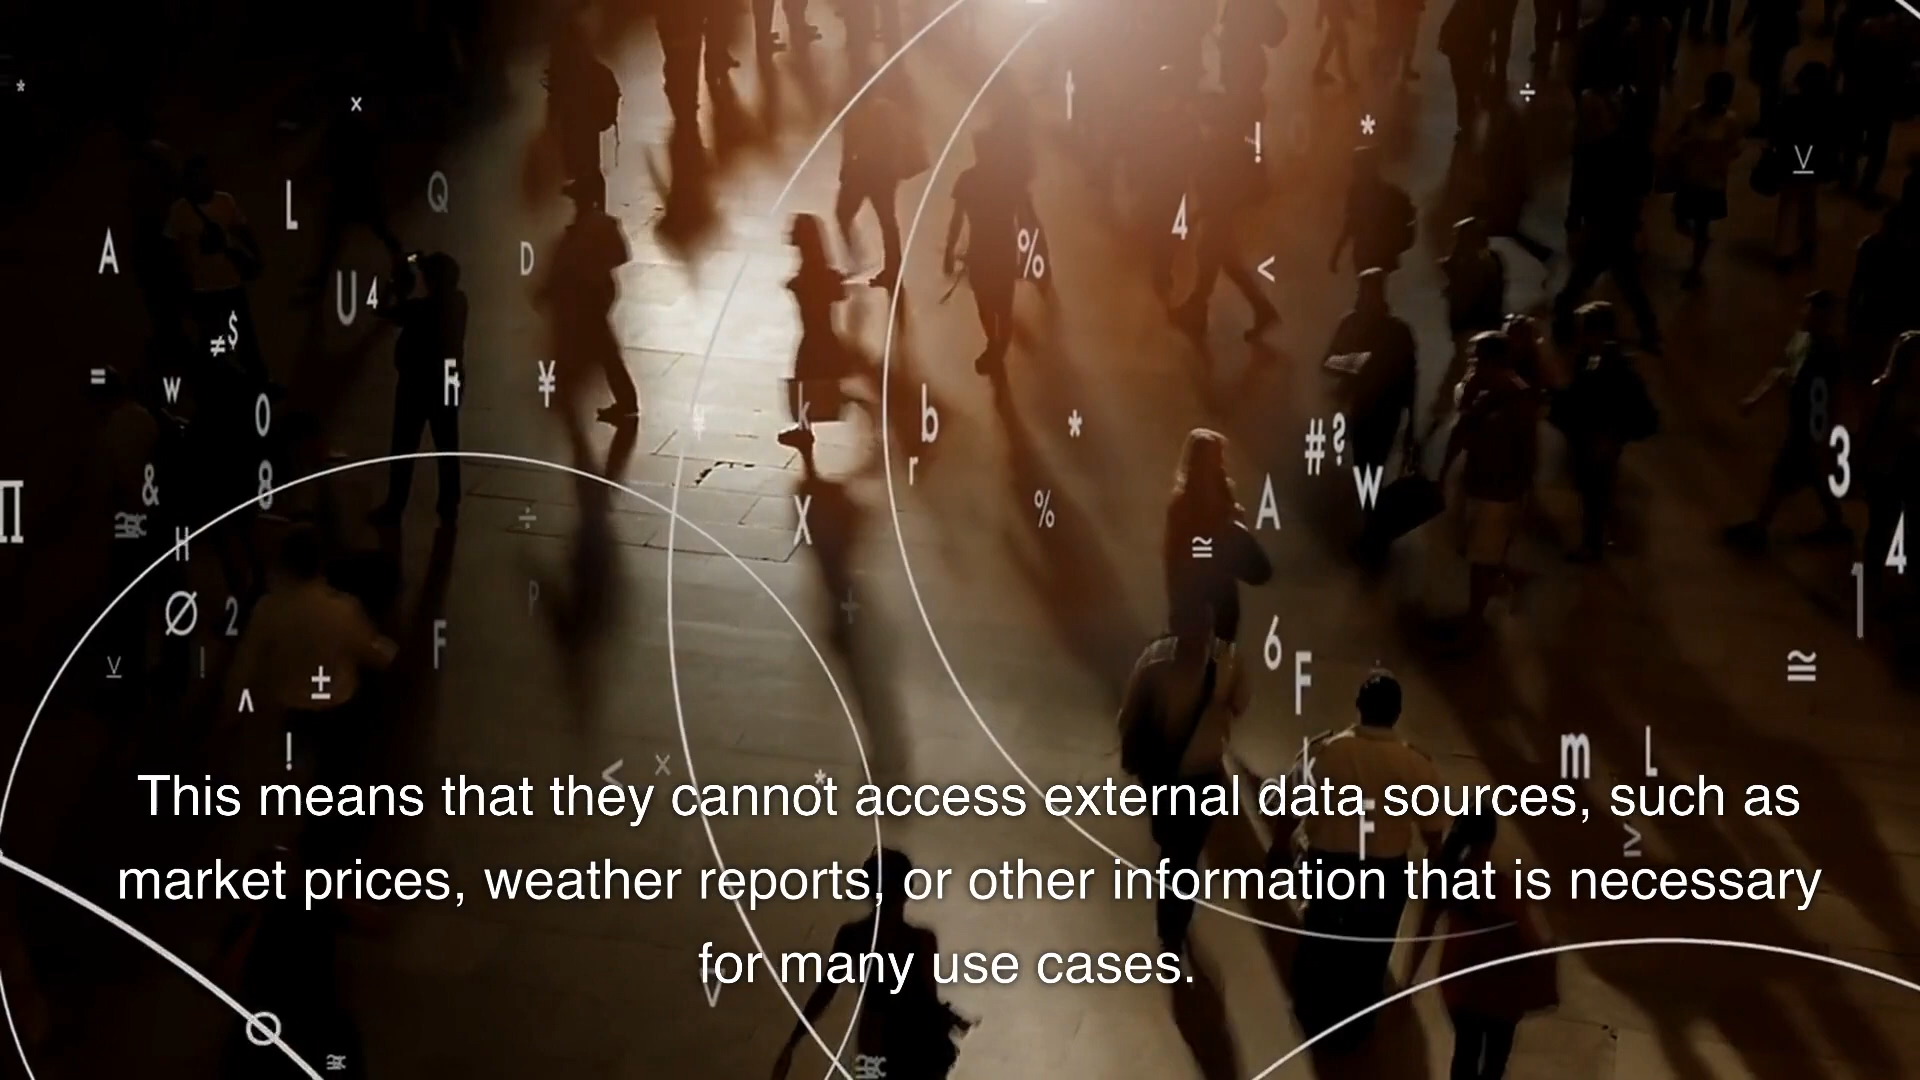 This means that they cannot access external data sources, such as
market prices, weather reports, or other information that is necessary
for many use cases.